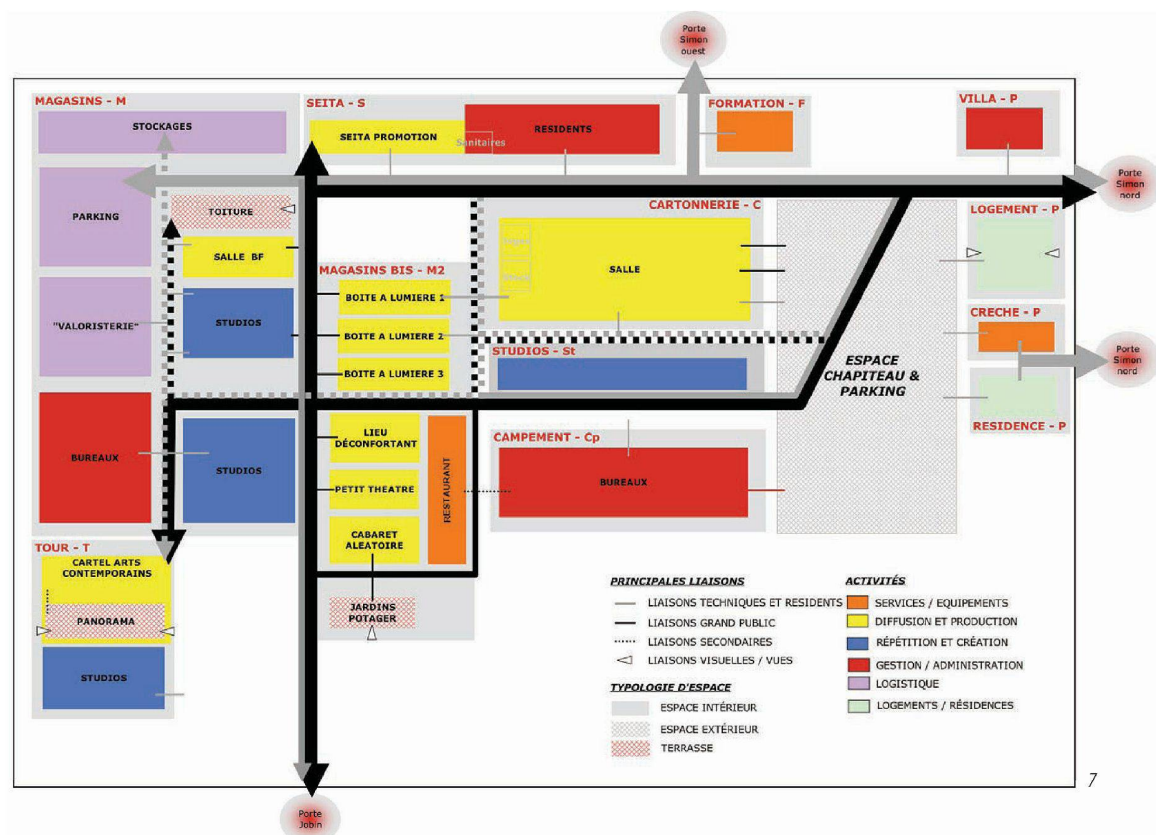 Porte
Simon
ouest
MAGASINS - M
STOCKAGES
SEITA - S
SEITA PROMOTION
Sanitaires
RESIDENTS
FORMATION - F
VILLA - P
Porte
Simon
nord
PARKING
TOITURE
SALLE BF
CARTONNERIE - C
SALLE
LOGEMENT - P
MAGASINS BIS - M2
BOITE A LUMIERE 1
BOITE A LUMIERE 2
BOITE A LUMIERE 3
"VALORISTERIE"
STUDIOS
STUDIOS - St
ESPACE
CHAPITEAU &
PARKING
CRECHE - P
Porte
Simon
nord
RESIDENCE - P
BUREAUX
STUDIOS
LIEU
DÉCONFORTANT
PETIT THEATRE
CABARET
ALEATOIRE
RESTAURANT
CAMPEMENT - Cp
BUREAUX
TOUR - T
CARTEL ARTS
CONTEMPORAINS
PANORAMA
STUDIOS
JARDINS
POTAGER
PRINCIPALES LIAISONS
LIAISONS TECHNIQUES ET RESIDENTS
LIAISONS GRAND PUBLIC
LIAISONS SECONDAIRES
LIAISONS VISUELLES / VUES
TYPOLOGIE D'ESPACE
ESPACE INTÉRIEUR
ESPACE EXTÉRIEUR
TERRASSE
ACTIVITÉS
SERVICES / EQUIPEMENTS
DIFFUSION ET PRODUCTION
RÉPÉTITION ET CRÉATION
GESTION / ADMINISTRATION
LOGISTIQUE
LOGEMENTS / RÉSIDENCES
7
Porte
Jobin